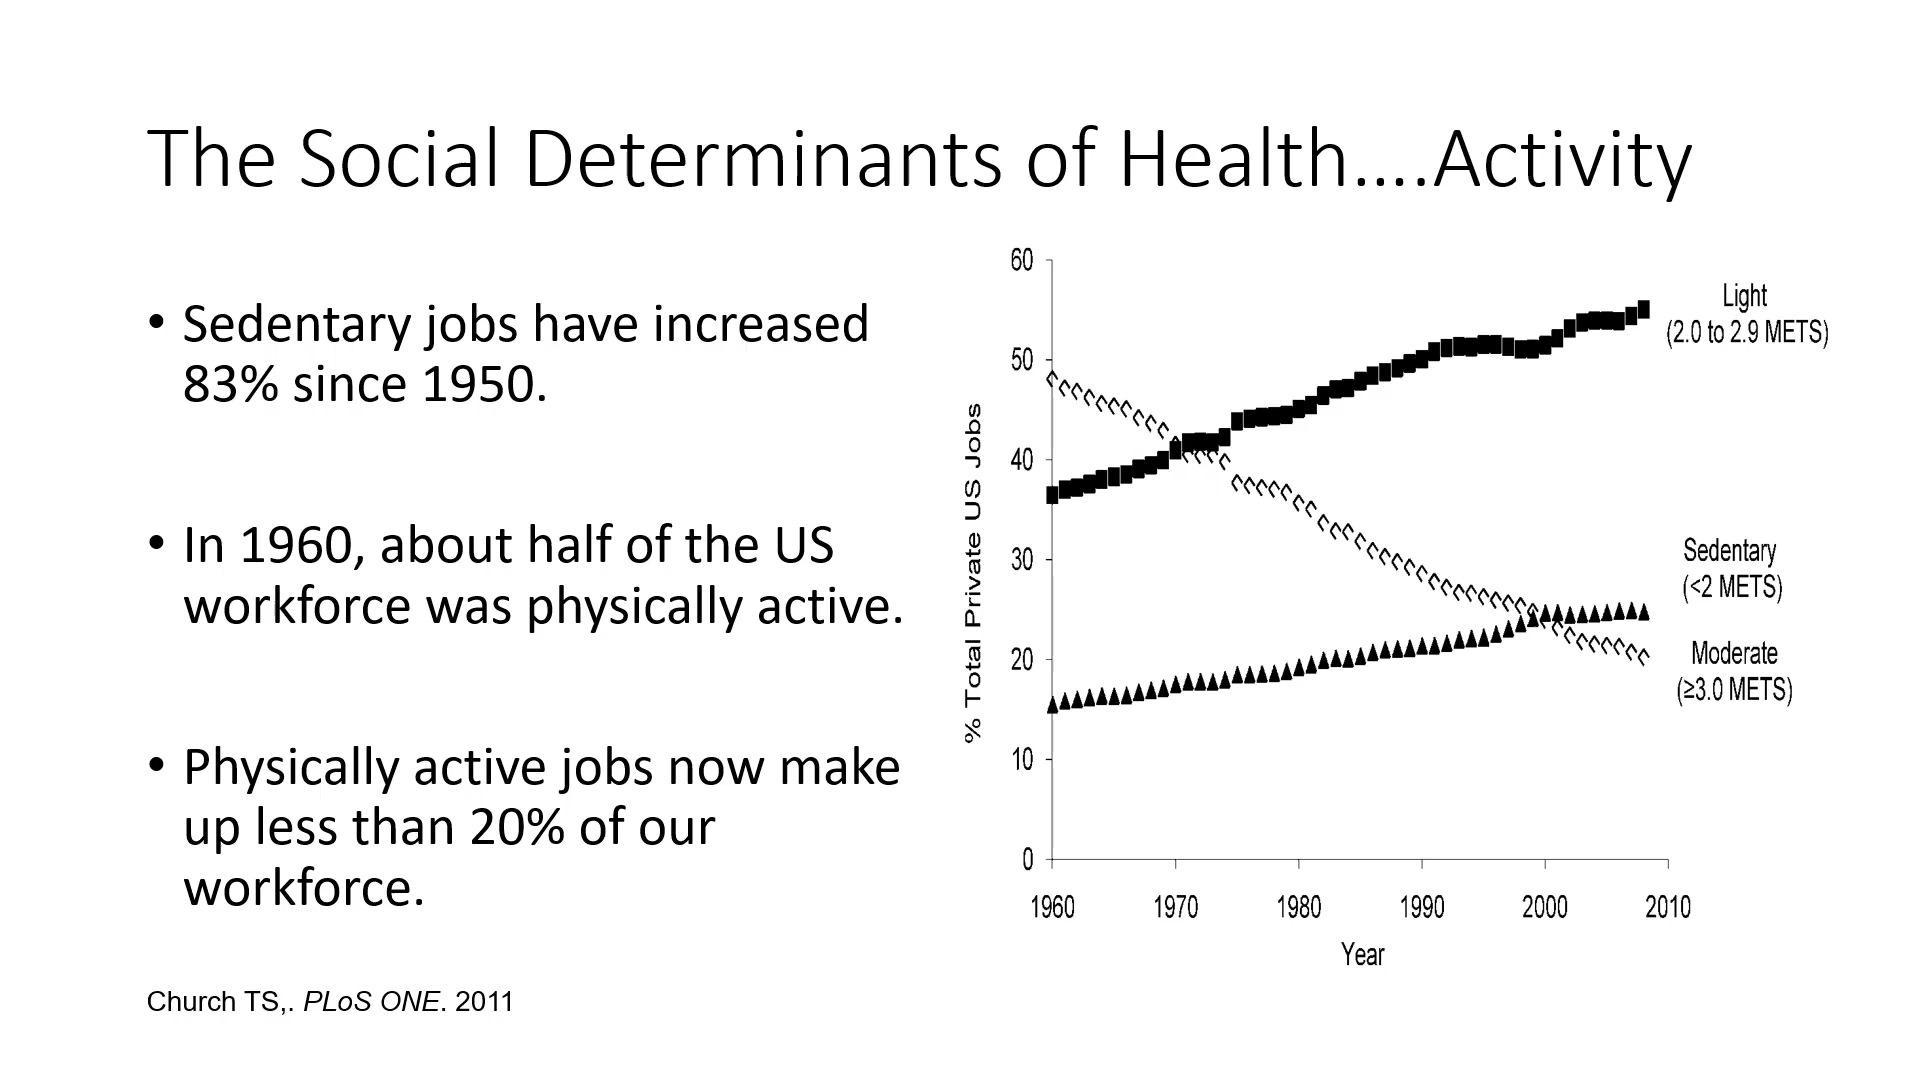 The Social Determinants of Health....Activity
• Sedentary jobs have increased
83% since 1950.
• In 1960, about half of the US
workforce was physically active.
• Physically active jobs now make
up less than 20% of our
workforce.
Church TS,. PLoS ONE. 2011
% Total Private US Jobs
60
50
40
30
20
10
0
1960 1970 1980 1990 2000 2010
Year
Light
(2.0 to 2.9 METS)
Sedentary
(<2 METS)
Moderate
(≥3.0 METS)